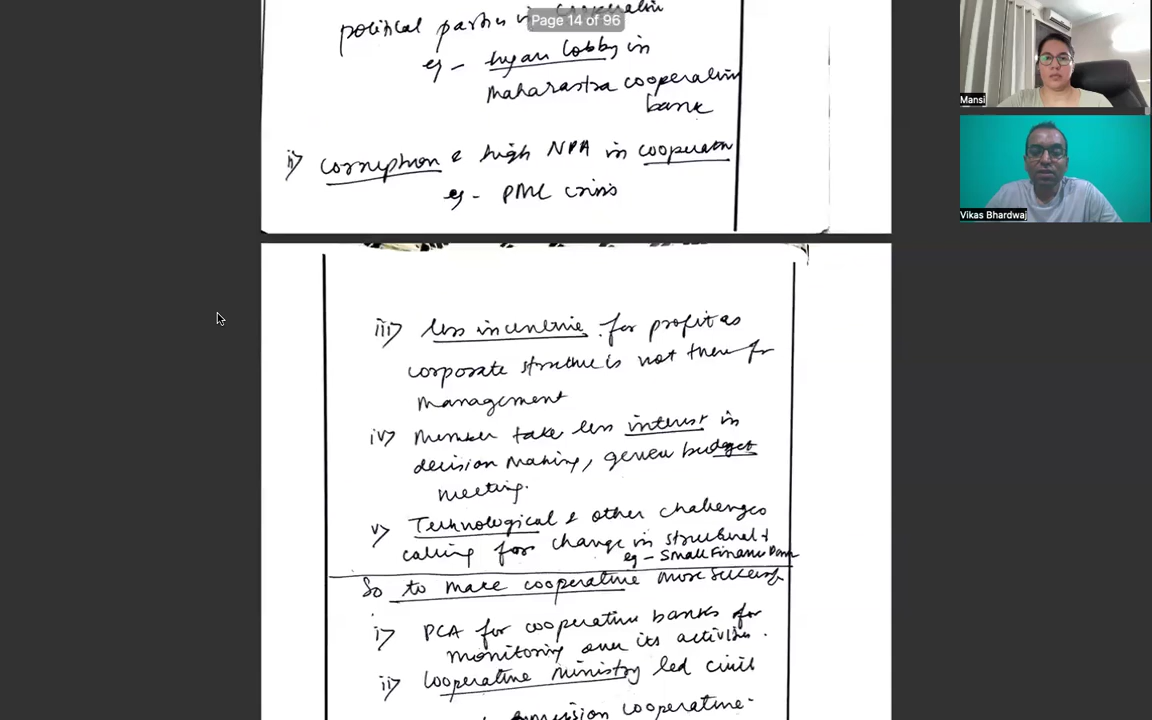 political parties in cooperative
Page 14 of 96
eg - sugar lobby in
Maharastra cooperative
bank
ii) corruption & high NPA in cooperative
eg - PMC crisis
iii) less incentive for profit as
corporate structure is not there for
management
iv) Member take less interest in
decision making, general budget
meeting.
v) Technological & other challenges
calling for change in structural
eg - Small Finance Bank
So to make cooperative more successful
i) PCA for cooperative banks for
monitoring over its activities.
ii) Cooperative ministry led civil
cooperative.
Mansi
Vikas Bhardwaj